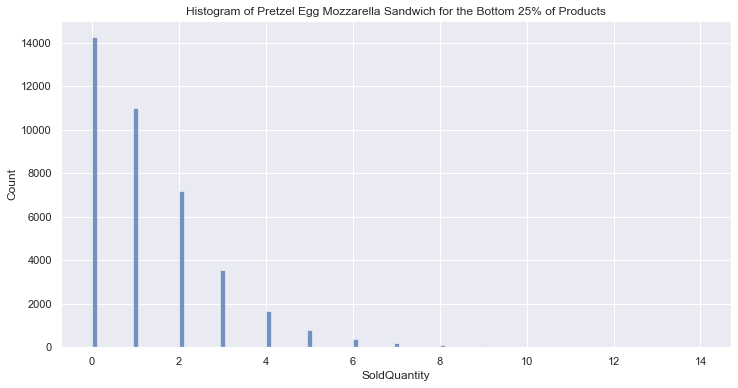 Histogram of Pretzel Egg Mozzarella Sandwich for the Bottom 25% of Products
14000
12000
10000
8000
6000
4000
2000
0
Count
0 2 4 6 8 10 12 14
SoldQuantity